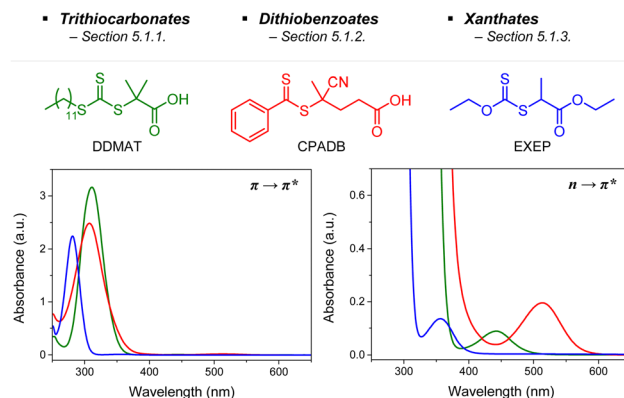 ▪ Trithiocarbonates
– Section 5.1.1.
▪ Dithiobenzoates
– Section 5.1.2.
▪ Xanthates
– Section 5.1.3.
S
11
S
S
OH
O
DDMAT
S
S
CN
OH
O
CPADB
S
O
S
O
O
EXEP
π → π*
3
2
1
0
Absorbance (a.u.)
300
400
500
600
Wavelength (nm)
n → π*
0.6
0.4
0.2
0.0
Absorbance (a.u.)
300
400
500
600
Wavelength (nm)